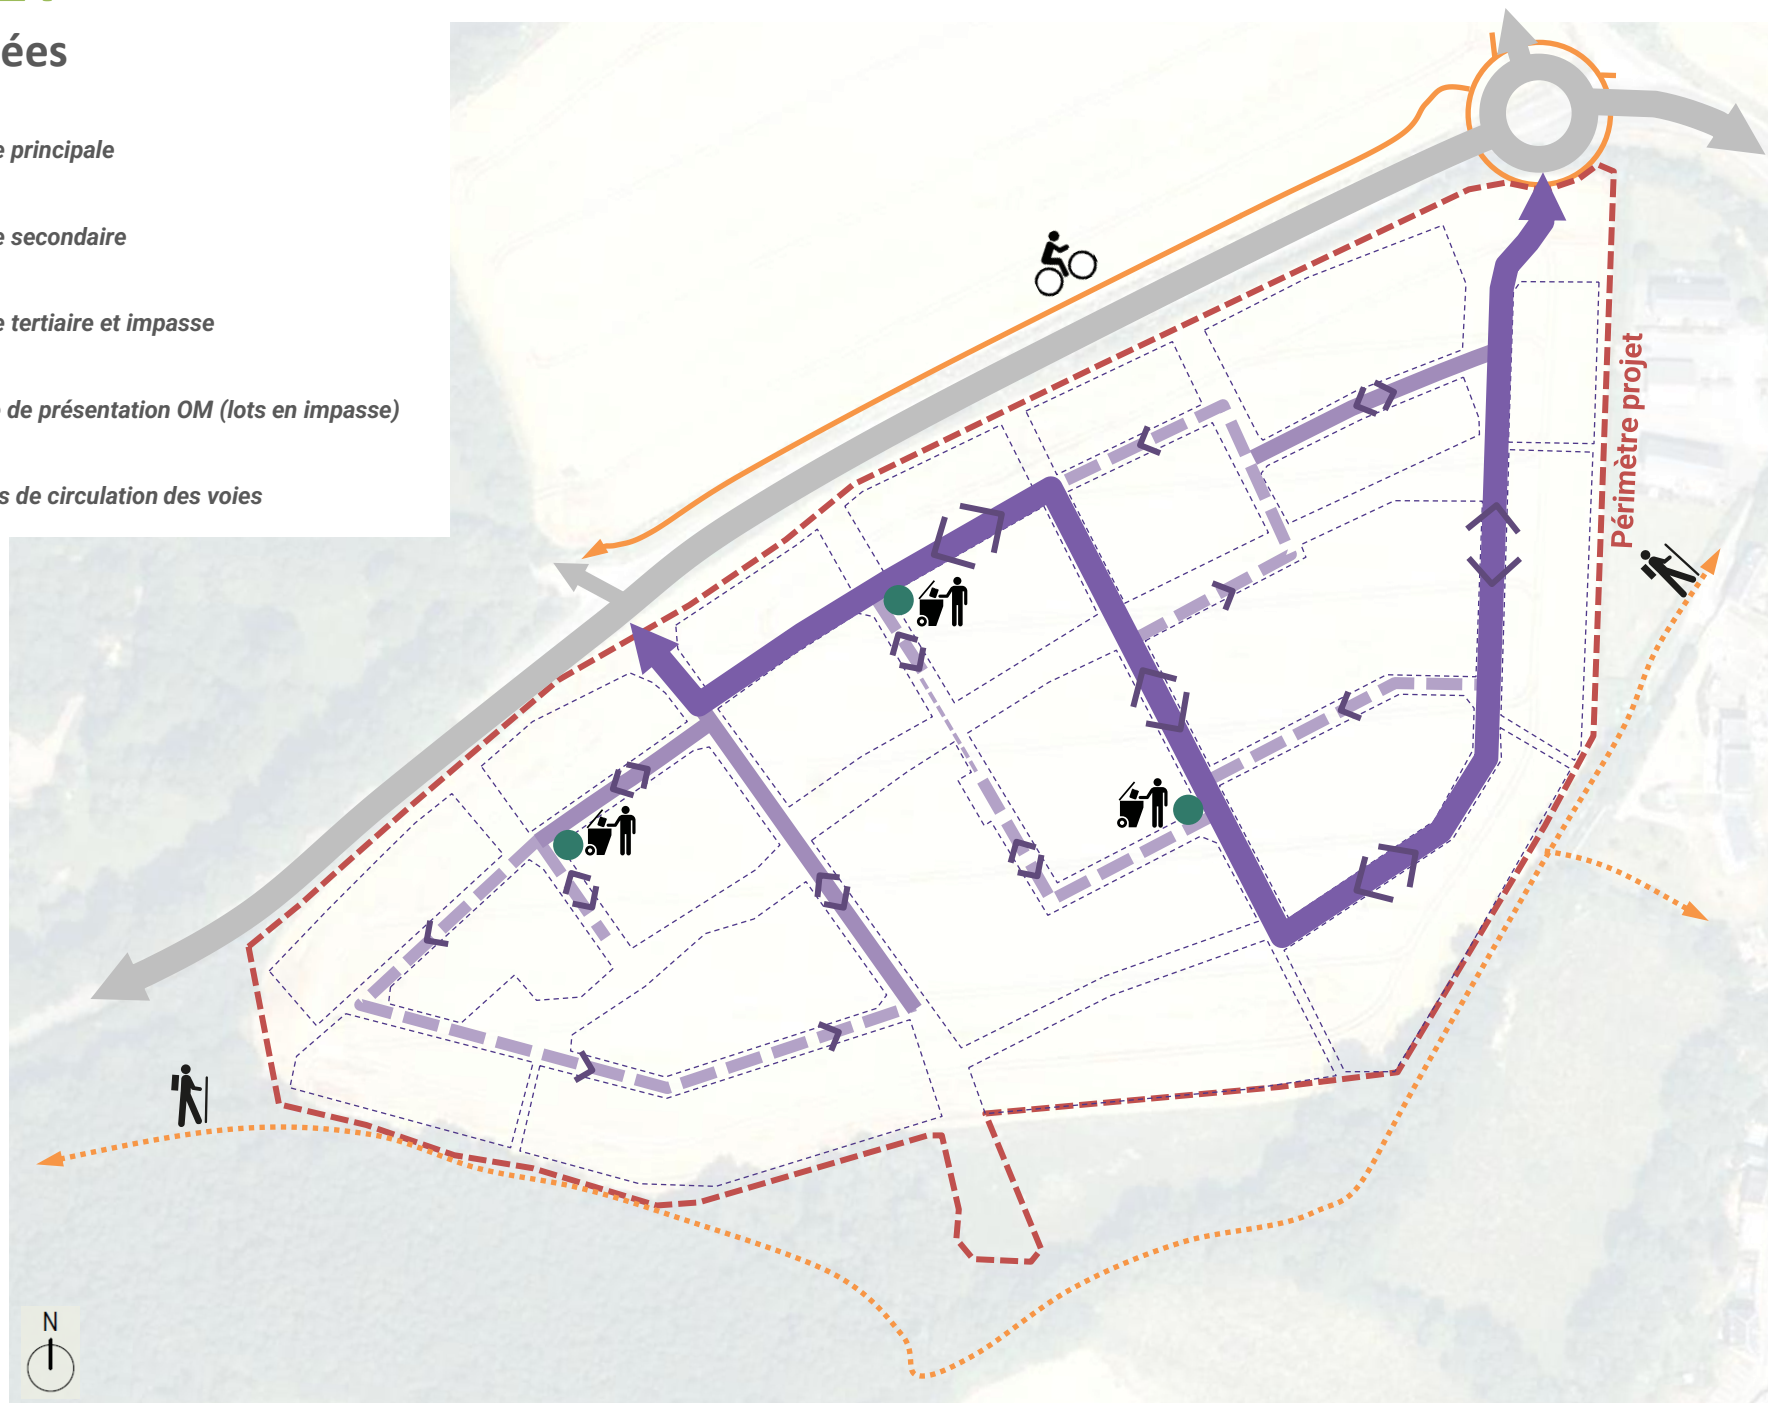 ées
e principale
e secondaire
e tertiaire et impasse
e de présentation OM (lots en impasse)
s de circulation des voies
Périmètre projet
N